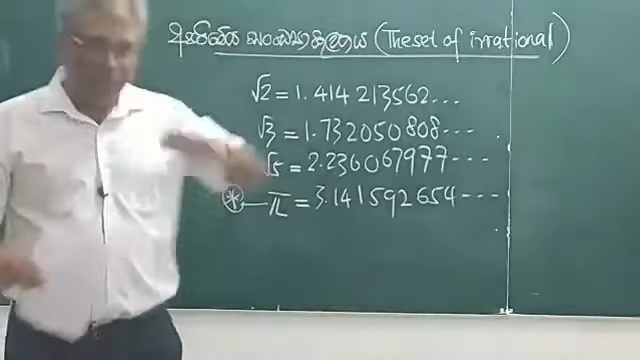 අපරිමේය සංඛ්‍යා කුලකය (The set of irrational)
√2 = 1.414213562...
√3 = 1.732050808---
√5 = 2.236067977---
⊛— π = 3.141592654----